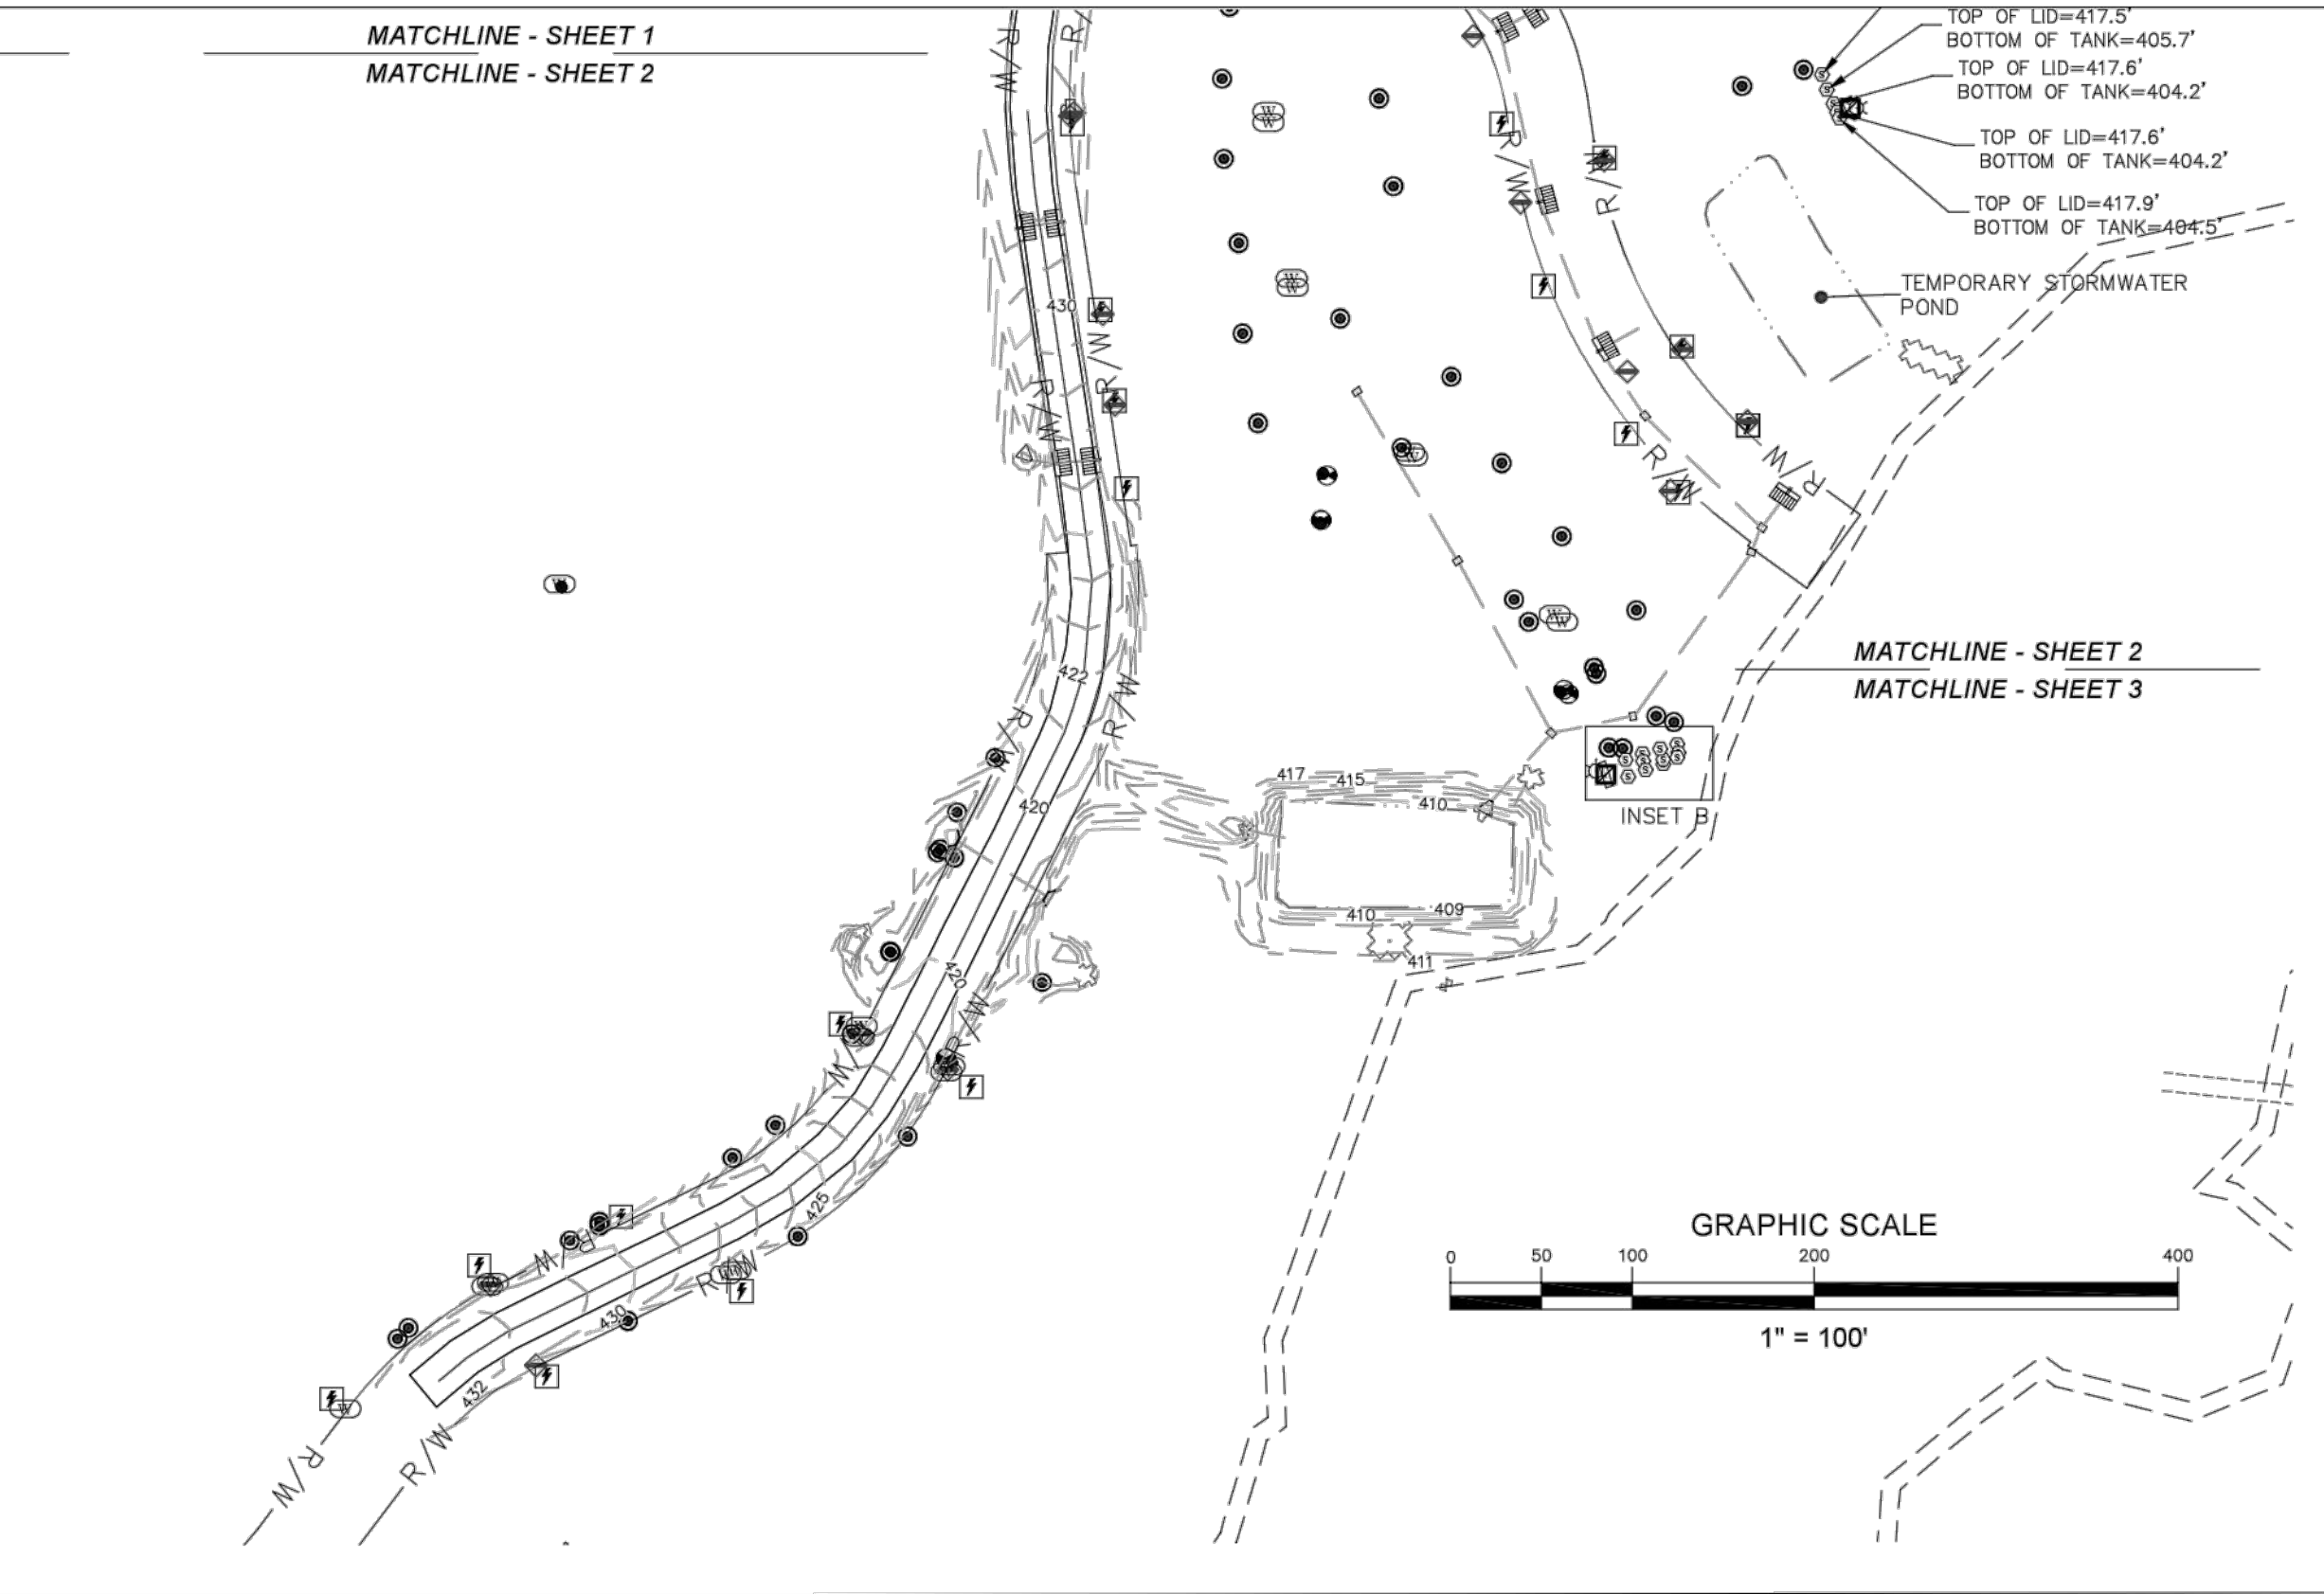 MATCHLINE - SHEET 1
MATCHLINE - SHEET 2
TOP OF LID=417.5'
BOTTOM OF TANK=405.7'
TOP OF LID=417.6'
BOTTOM OF TANK=404.2'
TOP OF LID=417.6'
BOTTOM OF TANK=404.2'
TOP OF LID=417.9'
BOTTOM OF TANK=404.5'
TEMPORARY STORMWATER
POND
R/W
R/
R/W
R/W
430
R/W
R/W
R/W
R/W
422
R/W
R/W
MATCHLINE - SHEET 2
MATCHLINE - SHEET 3
417
415
410
420
INSET B
410
409
411
420
R/W
R/W
425
R/W
R/W
430
432
R/W
R/W
GRAPHIC SCALE
0 50 100 200 400
1" = 100'